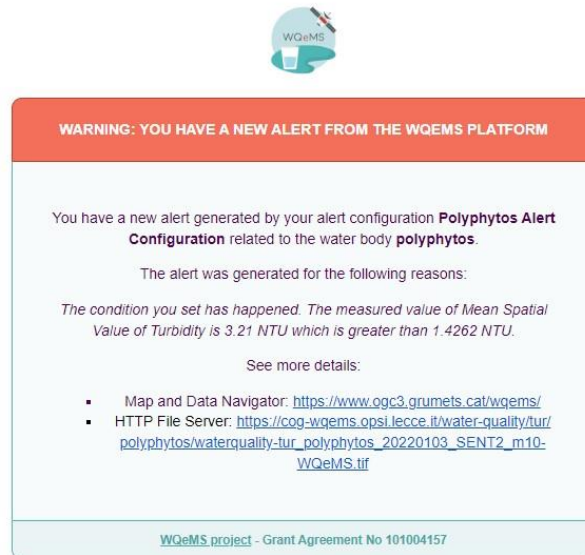 WQeMS
WARNING: YOU HAVE A NEW ALERT FROM THE WQEMS PLATFORM
You have a new alert generated by your alert configuration Polyphytos Alert
Configuration related to the water body polyphytos.
The alert was generated for the following reasons:
The condition you set has happened. The measured value of Mean Spatial
Value of Turbidity is 3.21 NTU which is greater than 1.4262 NTU.
See more details:
▪ Map and Data Navigator: https://www.ogc3.grumets.cat/wqems/
▪ HTTP File Server: https://cog-wqems.opsi.lecce.it/water-quality/tur/
polyphytos/waterquality-tur_polyphytos_20220103_SENT2_m10-
WQeMS.tif
WQeMS project - Grant Agreement No 101004157